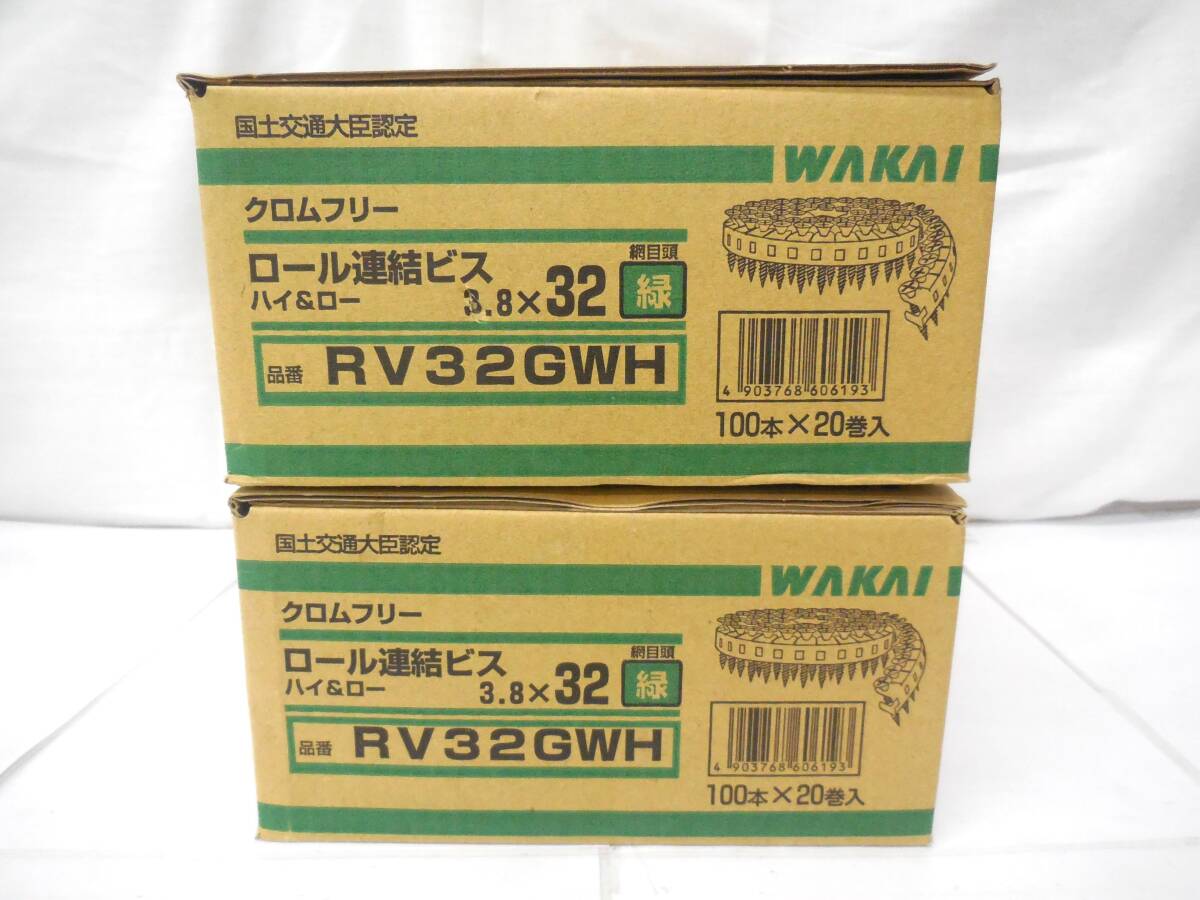 国土交通大臣認定
WAKAI
クロムフリー
ロール連結ビス
ハイ&ロー
3.8×32
網目頭
緑
品番 RV32GWH
4 903768 606193
100本×20巻入
国土交通大臣認定
WAKAI
クロムフリー
ロール連結ビス
ハイ&ロー
3.8×32
網目頭
緑
品番 RV32GWH
4 903768 606193
100本×20巻入